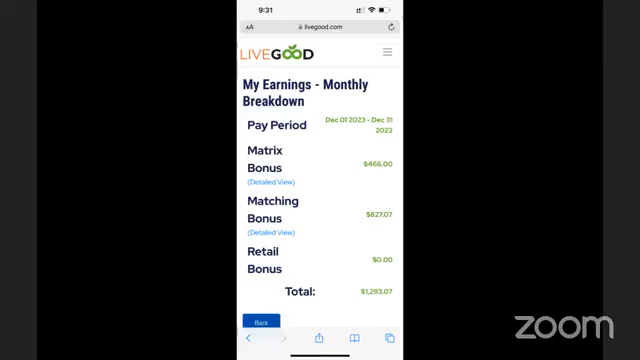 9:31
AA
livegood.com
LIVEGOOD
My Earnings - Monthly
Breakdown
Pay Period
Dec 01 2023 - Dec 31
2023
Matrix
Bonus
$466.00
(Detailed View)
Matching
Bonus
$827.07
(Detailed View)
Retail
Bonus
$0.00
Total:
$1,293.07
Back
zoom